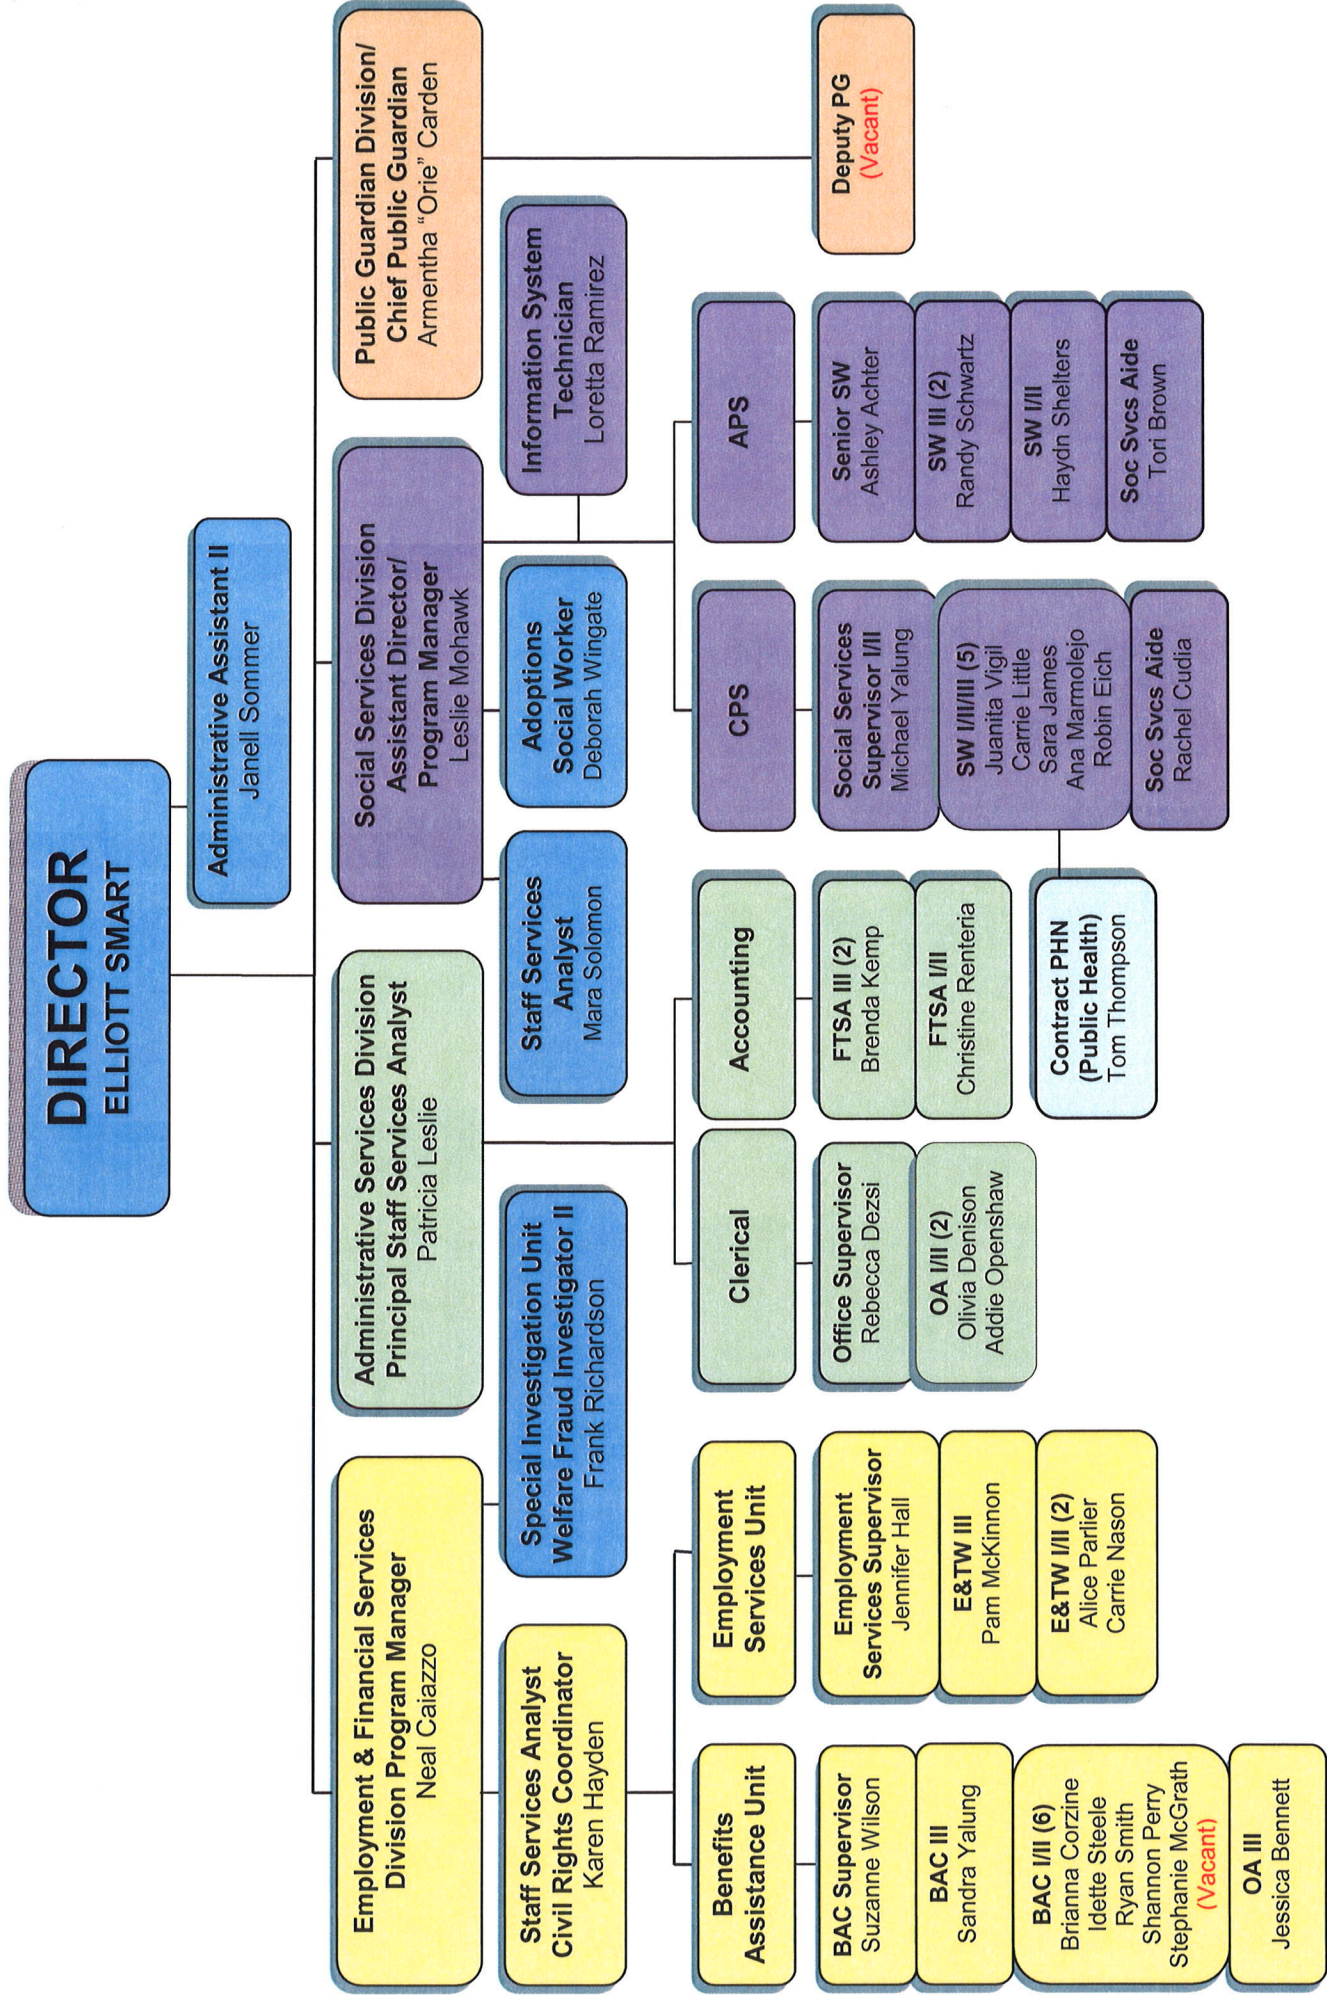 DIRECTOR
ELLIOTT SMART
Administrative Assistant II
Janell Sommer
Employment & Financial Services
Division Program Manager
Neal Caiazzo
Administrative Services Division
Principal Staff Services Analyst
Patricia Leslie
Social Services Division
Assistant Director/
Program Manager
Leslie Mohawk
Public Guardian Division/
Chief Public Guardian
Armentha "Orie" Carden
Staff Services Analyst
Civil Rights Coordinator
Karen Hayden
Special Investigation Unit
Welfare Fraud Investigator II
Frank Richardson
Staff Services
Analyst
Mara Solomon
Adoptions
Social Worker
Deborah Wingate
Information System
Technician
Loretta Ramirez
Benefits
Assistance Unit
BAC Supervisor
Suzanne Wilson
BAC III
Sandra Yalung
BAC I/II (6)
Brianna Corzine
Idette Steele
Ryan Smith
Shannon Perry
Stephanie McGrath
(Vacant)
OA III
Jessica Bennett
Employment
Services Unit
Employment
Services Supervisor
Jennifer Hall
E&TW III
Pam McKinnon
E&TW I/II (2)
Alice Parlier
Carrie Nason
Clerical
Office Supervisor
Rebecca Dezsi
OA I/II (2)
Olivia Denison
Addie Openshaw
Accounting
FTSA III (2)
Brenda Kemp
FTSA I/II
Christine Renteria
Contract PHN
(Public Health)
Tom Thompson
CPS
Social Services
Supervisor I/II
Michael Yalung
SW I/II/III (5)
Juanita Vigil
Carrie Little
Sara James
Ana Marmolejo
Robin Eich
Soc Svcs Aide
Rachel Cudia
APS
Senior SW
Ashley Achter
SW III (2)
Randy Schwartz
SW I/II
Haydn Shelters
Soc Svcs Aide
Tori Brown
Deputy PG
(Vacant)